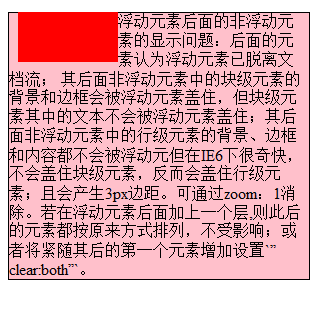 浮动元素后面的非浮动元
素的显示问题：后面的元
素认为浮动元素已脱离文
档流； 其后面非浮动元素中的块级元素的
背景和边框会被浮动元素盖住，但块级元
素其中的文本不会被浮动元素盖住；其后
面非浮动元素中的行级元素的背景、边框
和内容都不会被浮动元但在IE6下很奇快，
不会盖住块级元素，反而会盖住行级元
素；且会产生3px边距。可通过zoom：1消
除。若在浮动元素后面加上一个层,则此后
的元素都按原来方式排列，不受影响；或
者将紧随其后的第一个元素增加设置`”
clear:both”`。